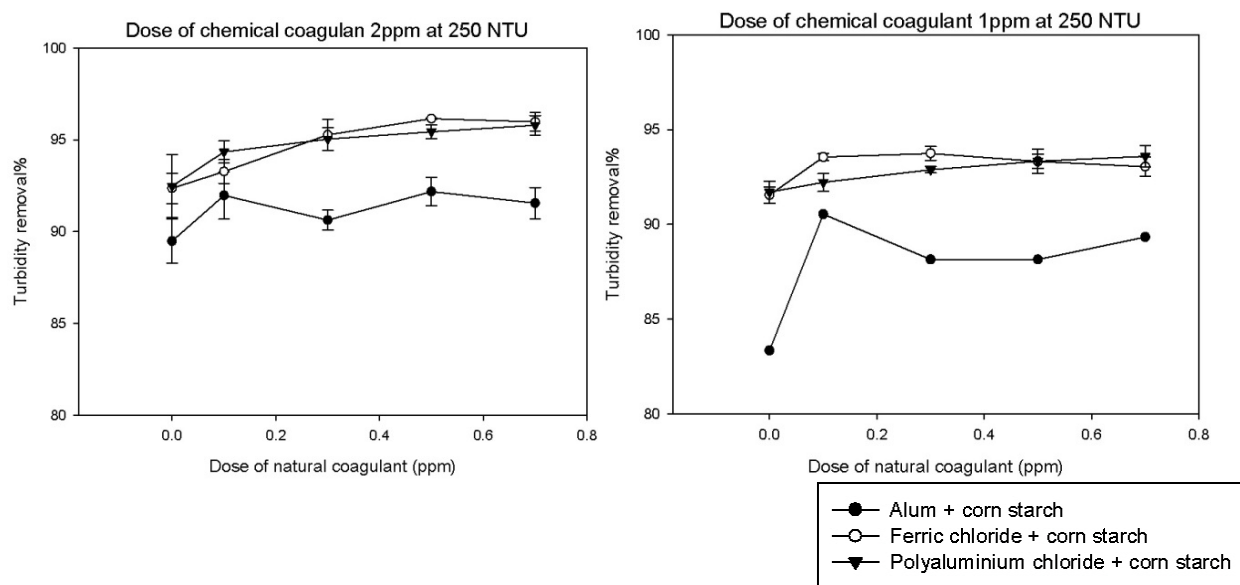 Dose of chemical coagulan 2ppm at 250 NTU
100
95
90
85
80
Turbidity removal%
0.0 0.2 0.4 0.6 0.8
Dose of natural coagulant (ppm)
Dose of chemical coagulant 1ppm at 250 NTU
100
95
90
85
80
Turbidity removal%
0.0 0.2 0.4 0.6 0.8
Dose of natural coagulant (ppm)
Alum + corn starch
Ferric chloride + corn starch
Polyaluminium chloride + corn starch